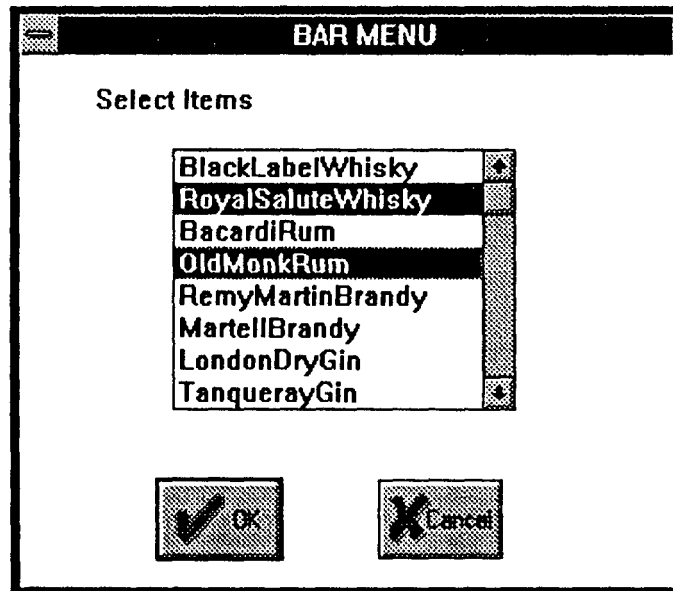 BAR MENU
Select Items
BlackLabelWhisky
RoyalSaluteWhisky
BacardiRum
OldMonkRum
RemyMartinBrandy
MartellBrandy
LondonDryGin
TanquerayGin
OK
Cancel